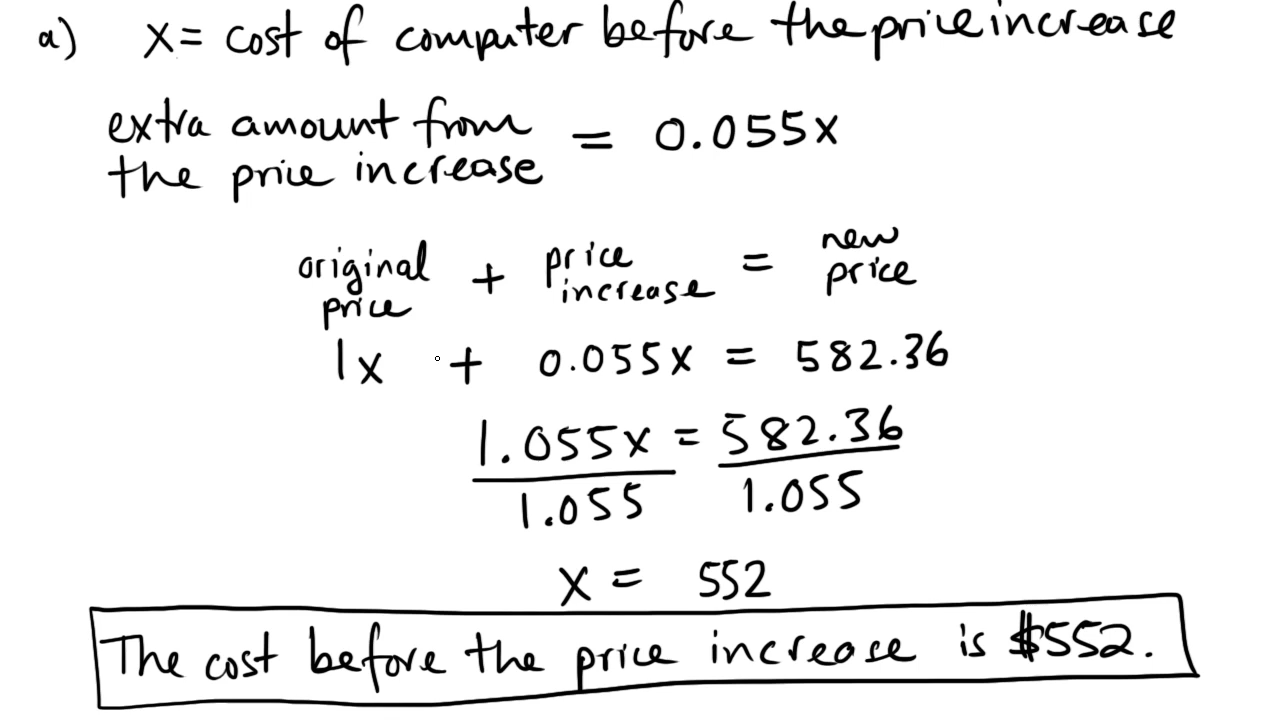 a) x = cost of computer before the price increase
extra amount from
the price increase = 0.055x
original price + price increase = new price
1x + 0.055x = 582.36
1.055x = 582.36
1.055 1.055
x = 552
The cost before the price increase is $552.